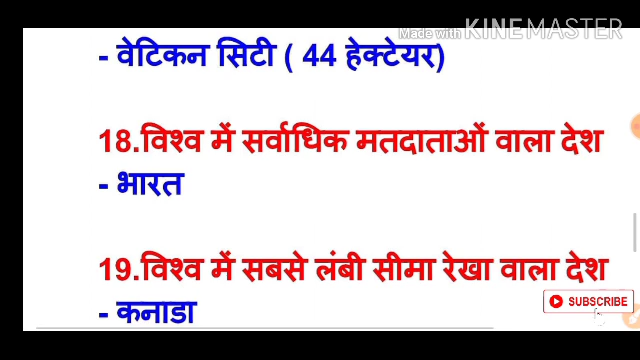 Made with KINEMASTER
- वेटिकन सिटी ( 44 हेक्टेयर)
18.विश्व में सर्वाधिक मतदाताओं वाला देश
- भारत
19.विश्व में सबसे लंबी सीमा रेखा वाला देश
SUBSCRIBE
- कनाडा